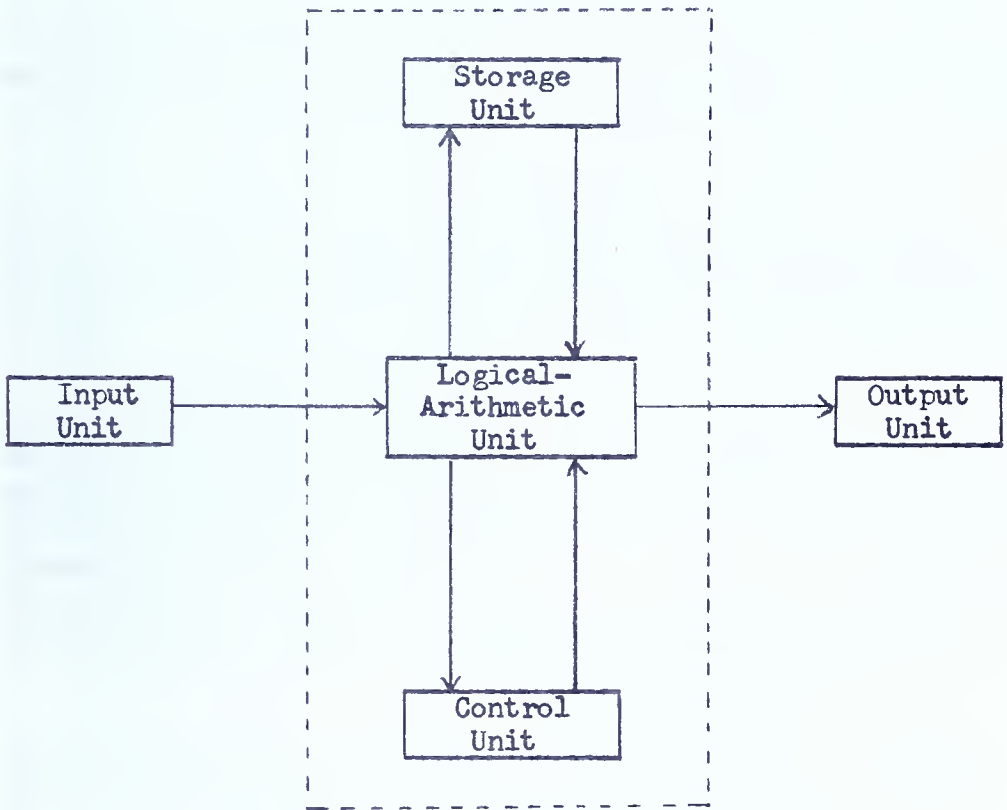 Storage
Unit
Input
Unit
Logical-
Arithmetic
Unit
Output
Unit
Control
Unit